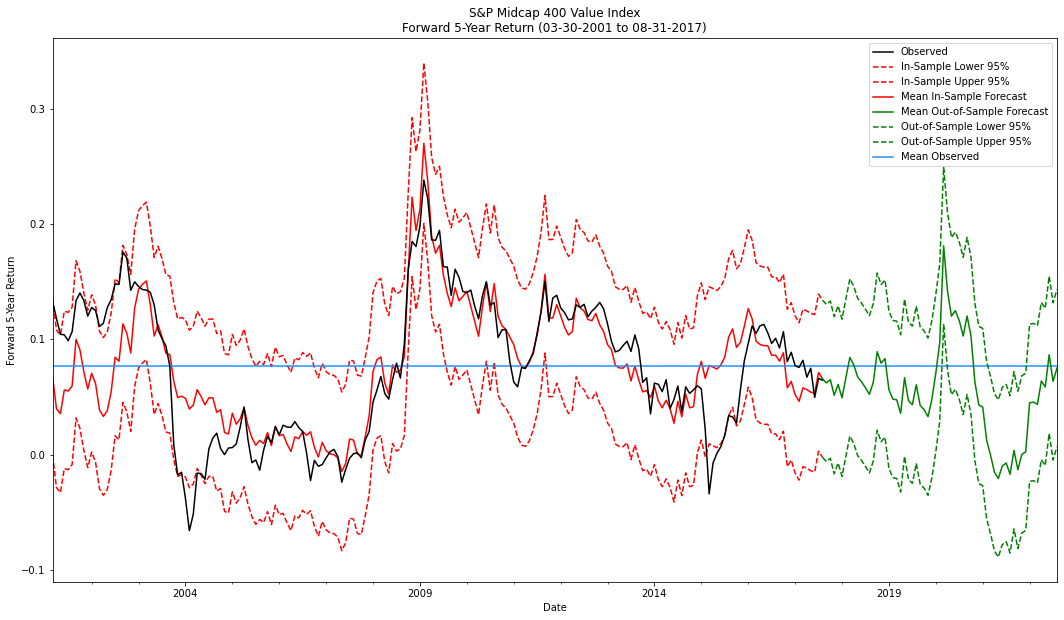 S&P Midcap 400 Value Index
Forward 5-Year Return (03-30-2001 to 08-31-2017)
Observed
In-Sample Lower 95%
In-Sample Upper 95%
Mean In-Sample Forecast
Mean Out-of-Sample Forecast
Out-of-Sample Lower 95%
Out-of-Sample Upper 95%
Mean Observed
Forward 5-Year Return
0.3
0.2
0.1
0.0
−0.1
2004
2009
2014
2019
Date